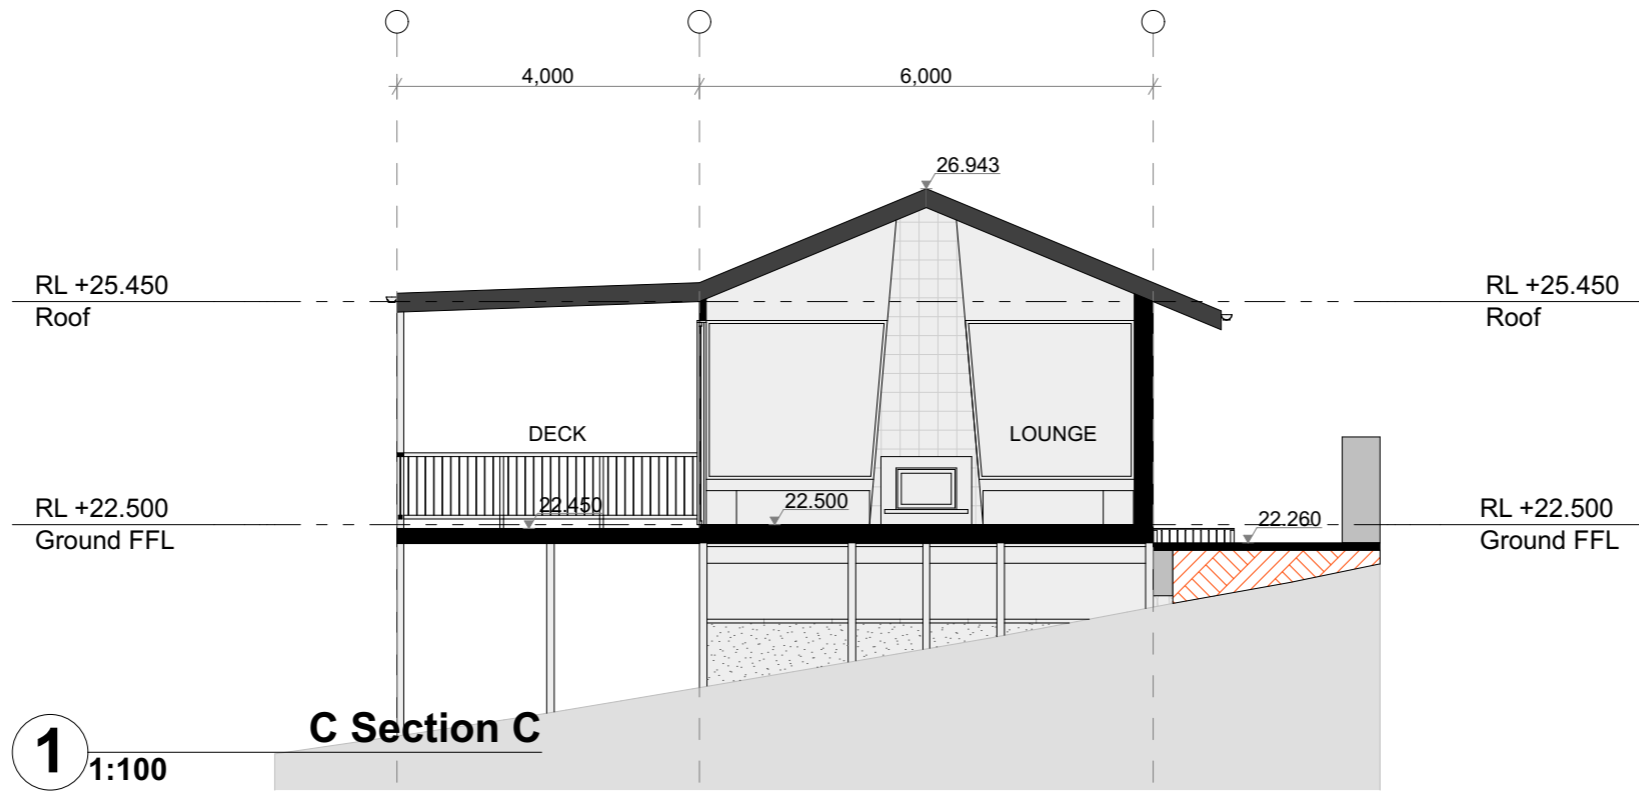 4,000
6,000
26.943
RL +25.450
Roof
RL +25.450
Roof
DECK
LOUNGE
22.450
22.500
RL +22.500
Ground FFL
22.260
RL +22.500
Ground FFL
1
C Section C
1:100